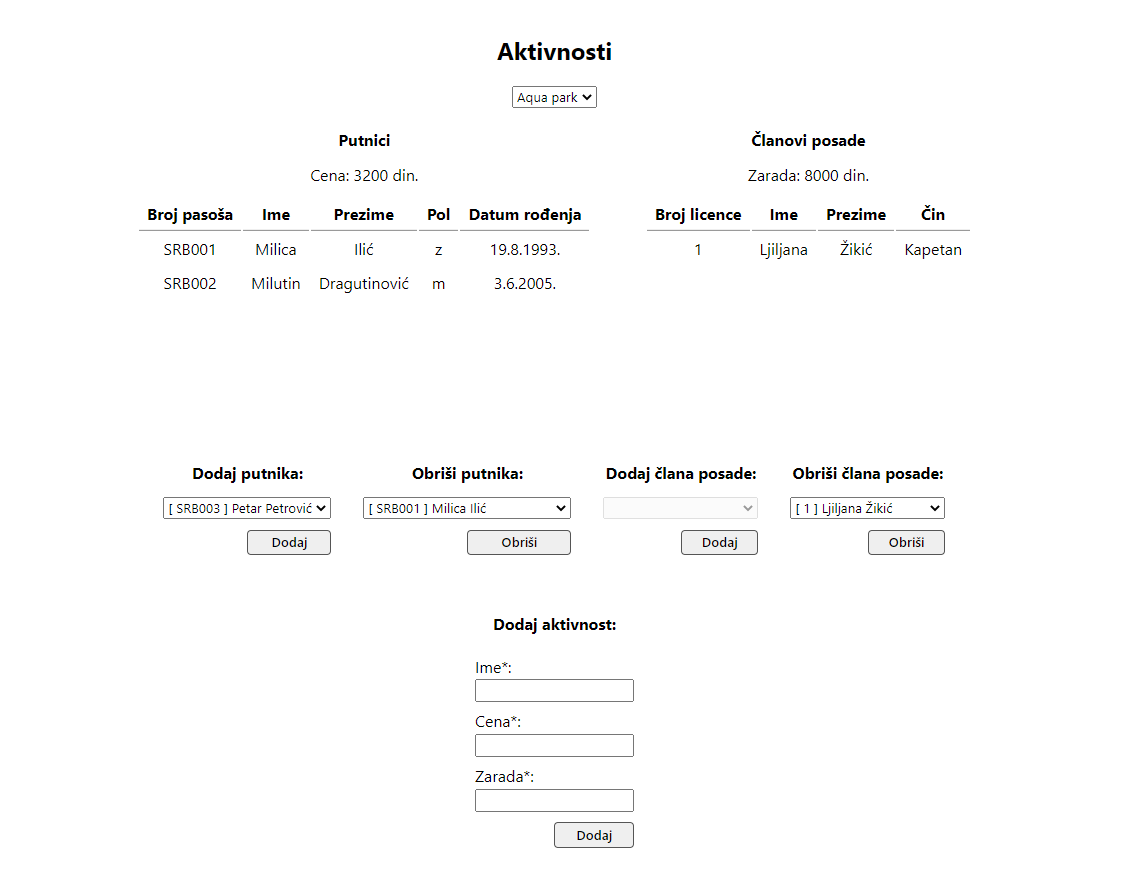 Aktivnosti
Aqua park
Putnici
Cena: 3200 din.
Broj pasoša Ime Prezime Pol Datum rođenja
SRB001 Milica Ilić z 19.8.1993.
SRB002 Milutin Dragutinović m 3.6.2005.
Članovi posade
Zarada: 8000 din.
Broj licence Ime Prezime Čin
1 Ljiljana Žikić Kapetan
Dodaj putnika:
[ SRB003 ] Petar Petrović
Dodaj
Obriši putnika:
[ SRB001 ] Milica Ilić
Obriši
Dodaj člana posade:
Dodaj
Obriši člana posade:
[ 1 ] Ljiljana Žikić
Obriši
Dodaj aktivnost:
Ime*:
Cena*:
Zarada*:
Dodaj